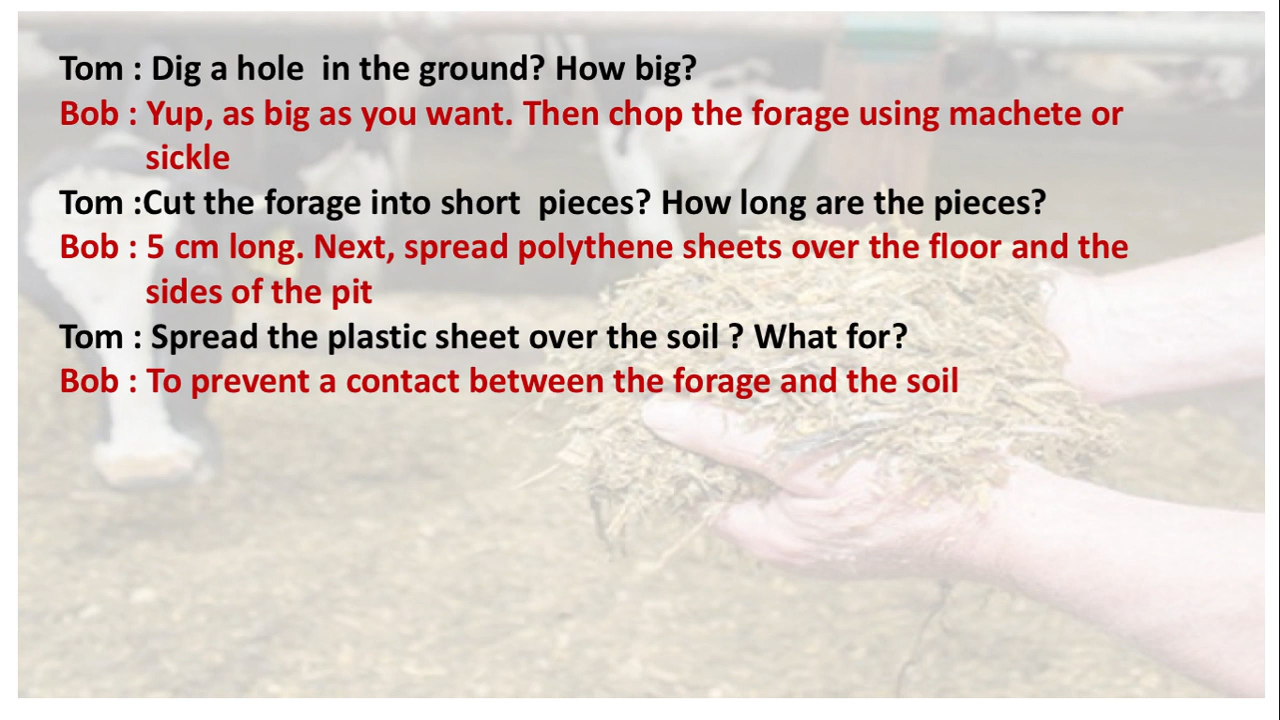 Tom : Dig a hole  in the ground? How big?
Bob : Yup, as big as you want. Then chop the forage using machete or
sickle
Tom :Cut the forage into short  pieces? How long are the pieces?
Bob : 5 cm long. Next, spread polythene sheets over the floor and the
sides of the pit
Tom : Spread the plastic sheet over the soil ? What for?
Bob : To prevent a contact between the forage and the soil